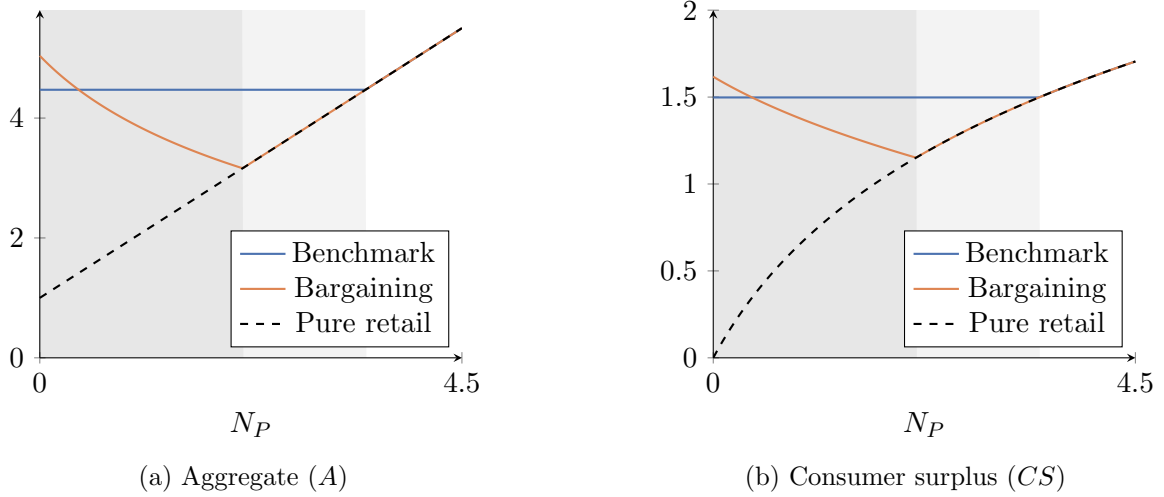 4
2
0
0
4.5
N_P
Benchmark
Bargaining
Pure retail
(a) Aggregate (A)
2
1.5
1
0.5
0
0
4.5
N_P
Benchmark
Bargaining
Pure retail
(b) Consumer surplus (CS)